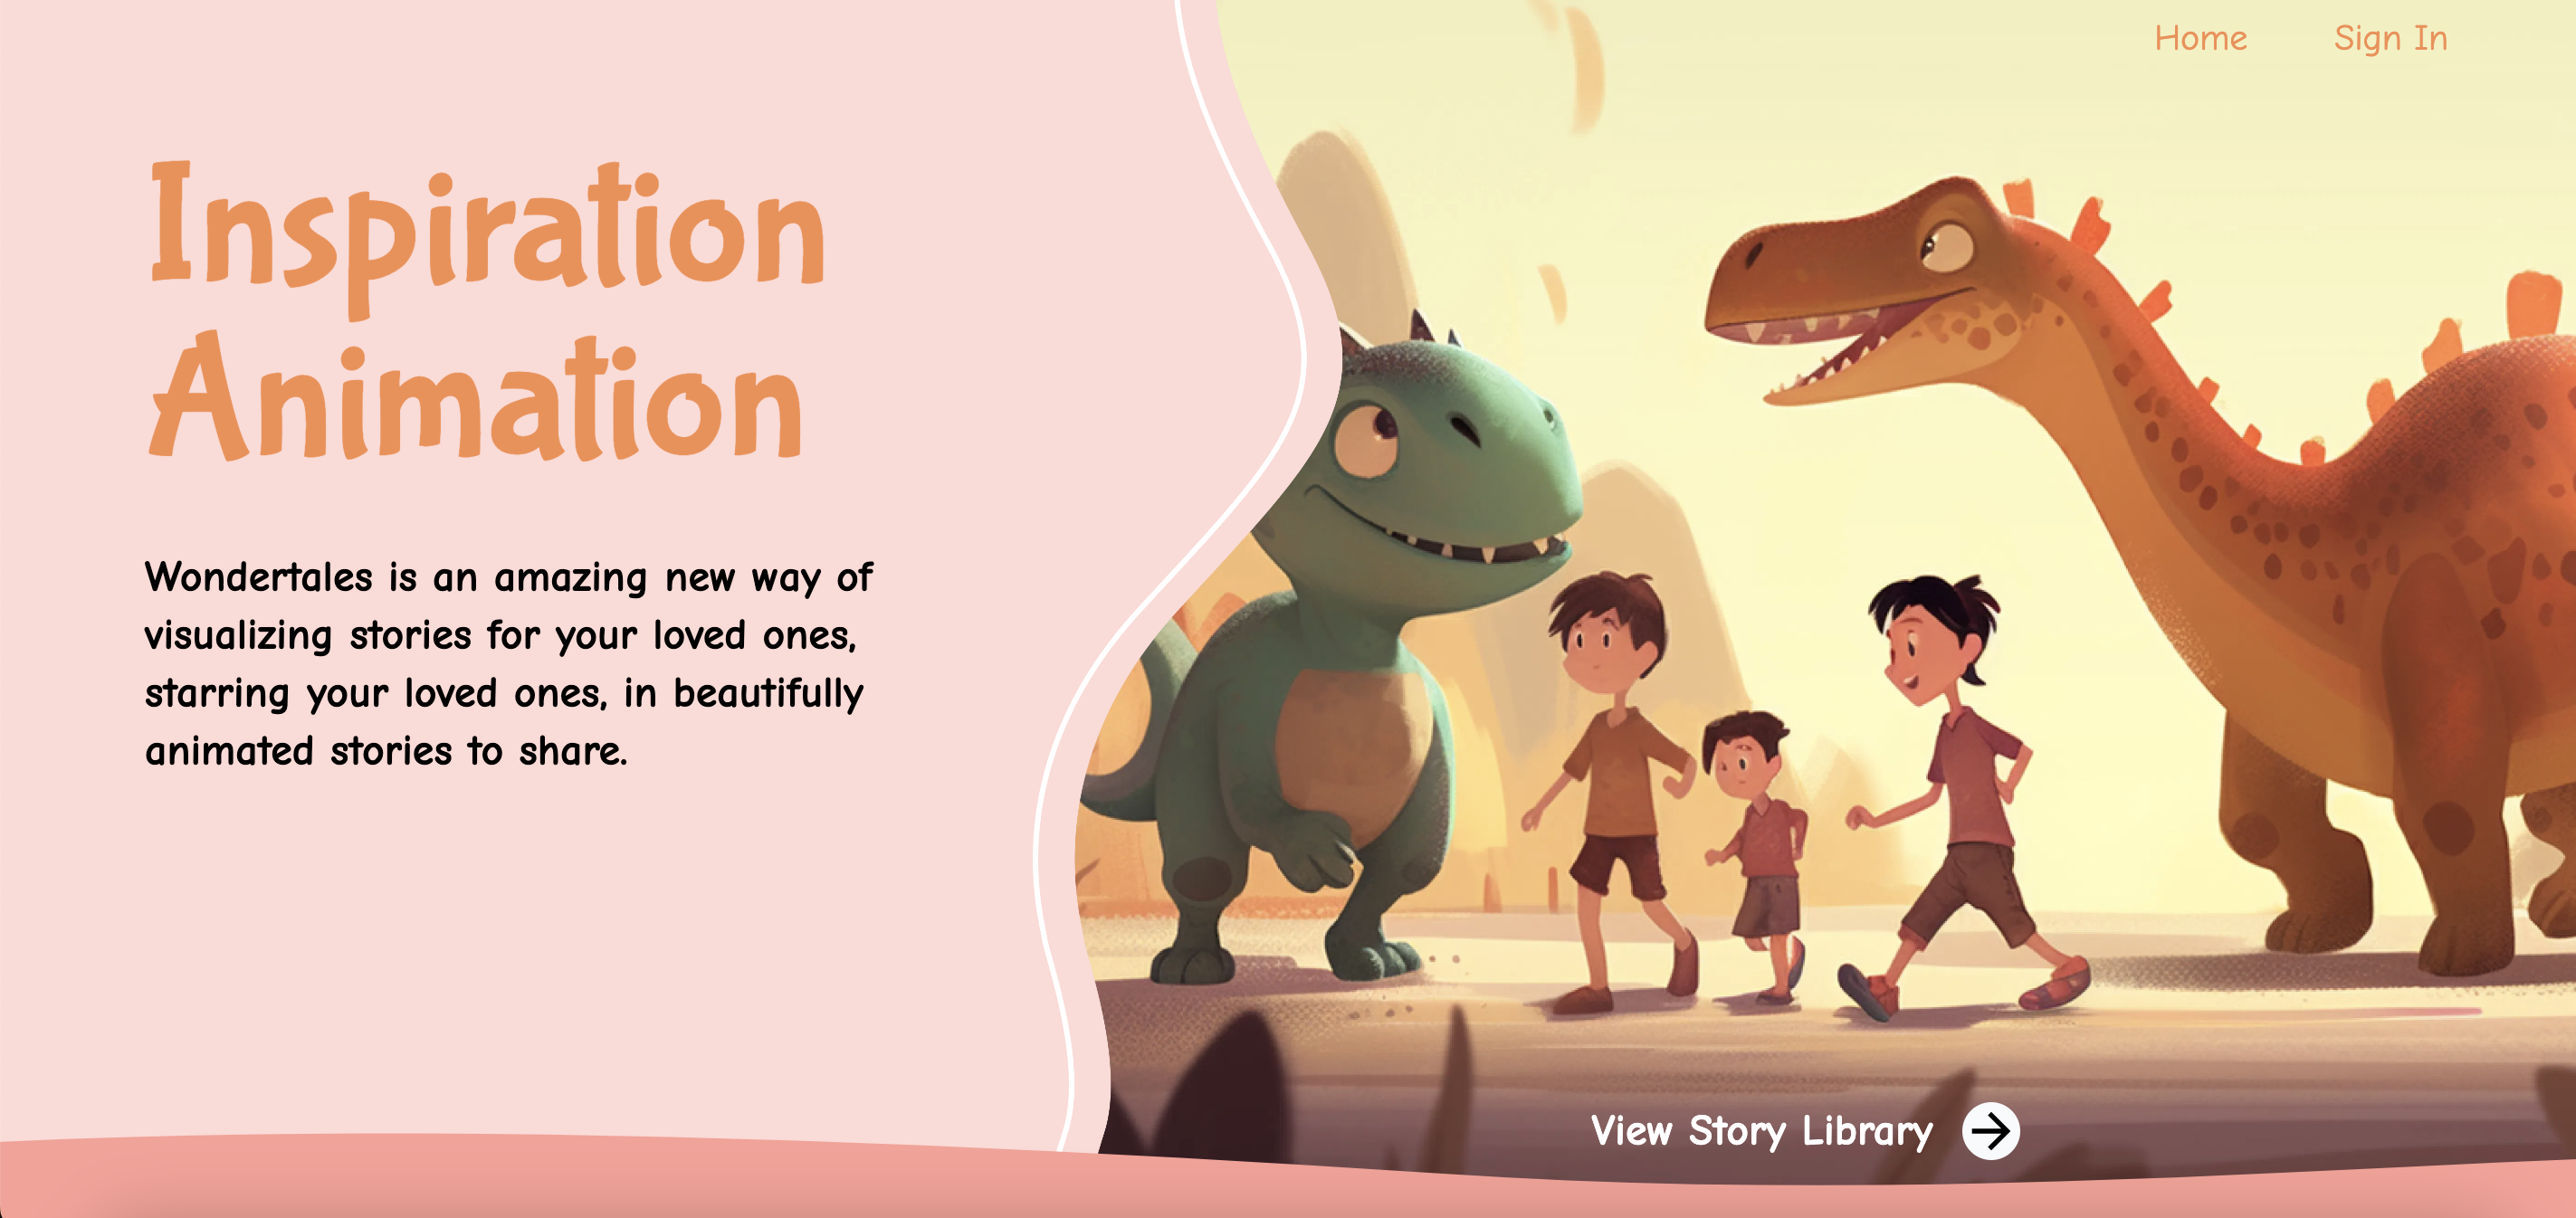 Home Sign In
Inspiration
Animation
Wondertales is an amazing new way of
visualizing stories for your loved ones,
starring your loved ones, in beautifully
animated stories to share.
View Story Library